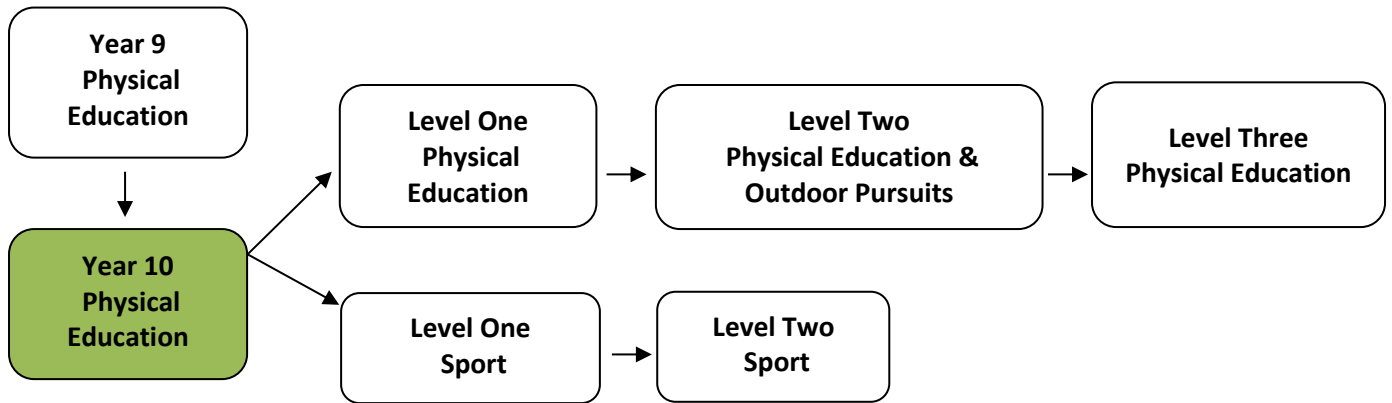 Year 9
Physical
Education
Year 10
Physical
Education
Level One
Physical
Education
Level Two
Physical Education &
Outdoor Pursuits
Level Three
Physical Education
Level One
Sport
Level Two
Sport